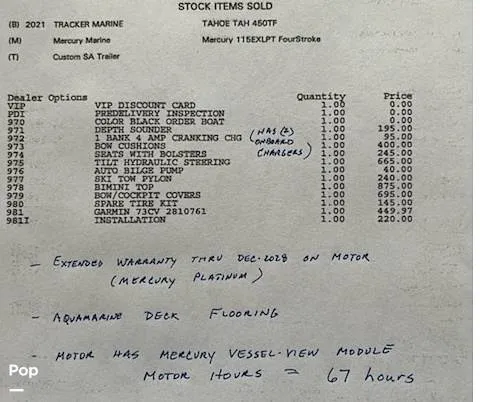 STOCK ITEMS SOLD
(B) 2021 TRACKER MARINE TAHOE TAH 450TF
(M) Mercury Marine Mercury 115EXLPT FourStroke
(T) Custom SA Trailer
Dealer Options Quantity Price
VIP VIP DISCOUNT CARD 1.00 0.00
PDI PREDELIVERY INSPECTION 1.00 0.00
970 COLOR BLACK ORDER BOAT 1.00 0.00
971 DEPTH SOUNDER 1.00 195.00
972 1 BANK 4 AMP CRANKING CHG (HAS (2) ONBOARD CHARGERS) 1.00 95.00
973 BOW CUSHIONS 1.00 400.00
974 SEATS WITH BOLSTERS 1.00 245.00
975 TILT HYDRAULIC STEERING 1.00 665.00
976 AUTO BILGE PUMP 1.00 40.00
977 SKI TOW PYLON 1.00 240.00
978 BIMINI TOP 1.00 875.00
979 BOW/COCKPIT COVERS 1.00 695.00
980 SPARE TIRE KIT 1.00 145.00
981 GARMIN 73CV 2810761 1.00 449.97
981I INSTALLATION 1.00 220.00
- EXTENDED WARRANTY THRU DEC-2028 ON MOTOR
(MERCURY PLATINUM)
- AQUAMARINE DECK FLOORING
- MOTOR HAS MERCURY VESSEL-VIEW MODULE
MOTOR HOURS = 67 hours
Pop